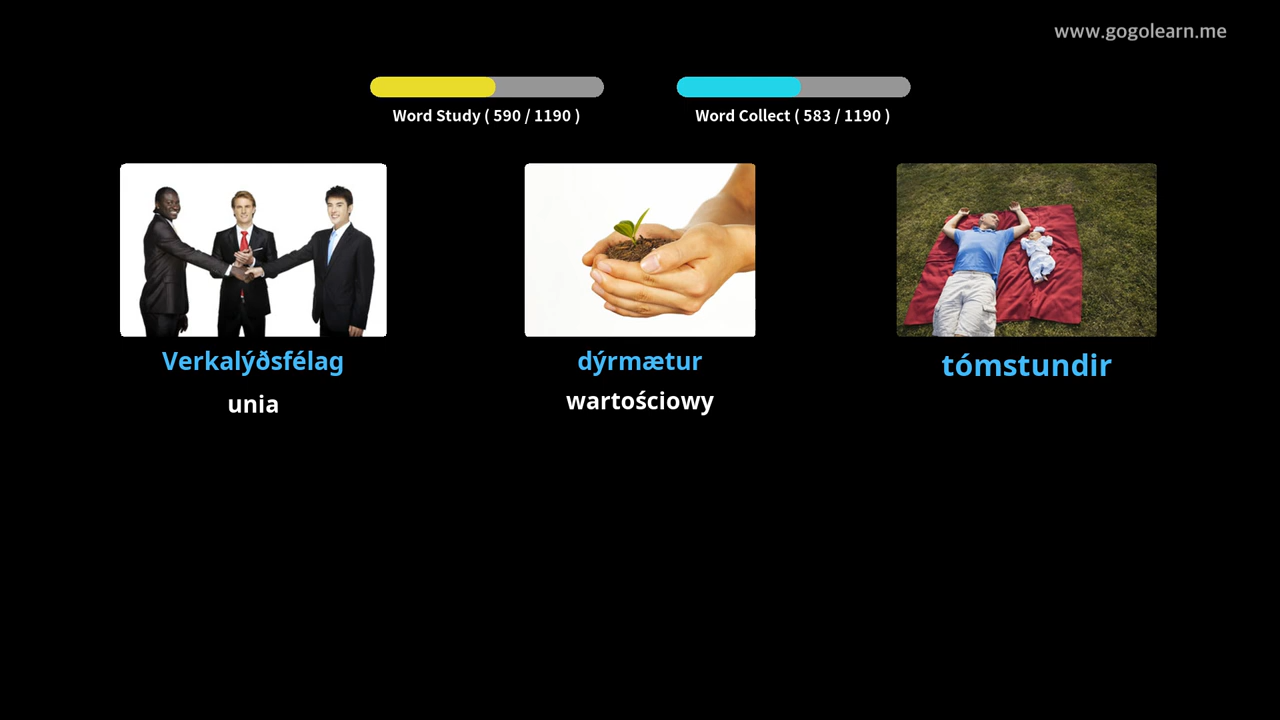 www.gogolearn.me
Word Study ( 590 / 1190 )
Word Collect ( 583 / 1190 )
Verkalýðsfélag
unia
dýrmætur
wartościowy
tómstundir